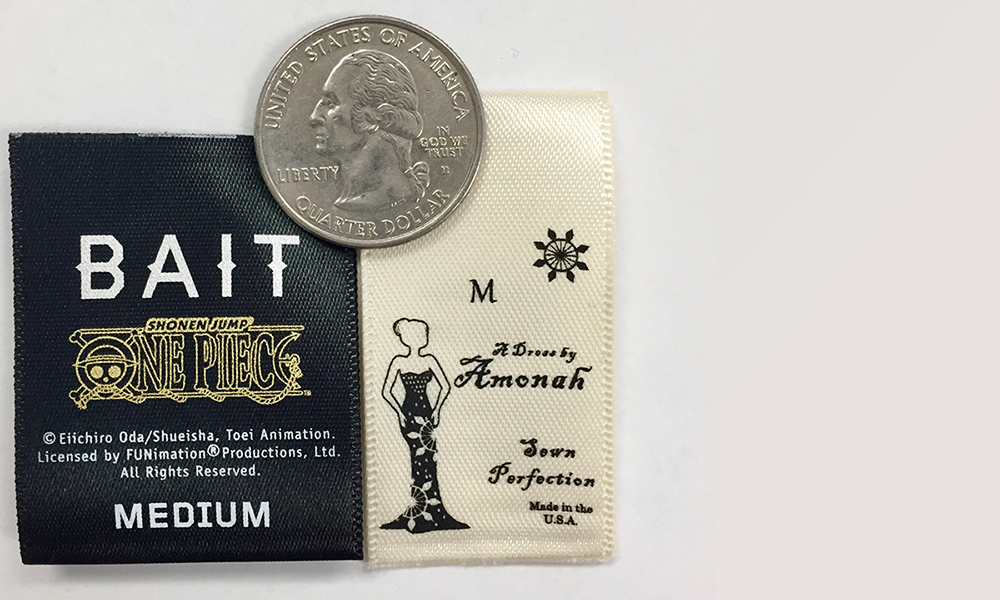 UNITED STATES OF AMERICA
IN
GOD WE
TRUST
LIBERTY
QUARTER DOLLAR
BAIT
SHONEN JUMP
ONE PIECE
™
© Eiichiro Oda/Shueisha, Toei Animation.
Licensed by FUNimation® Productions, Ltd.
All Rights Reserved.
MEDIUM
M
A Dress by
Amonah
Sewn
Perfection
Made in the
U.S.A.